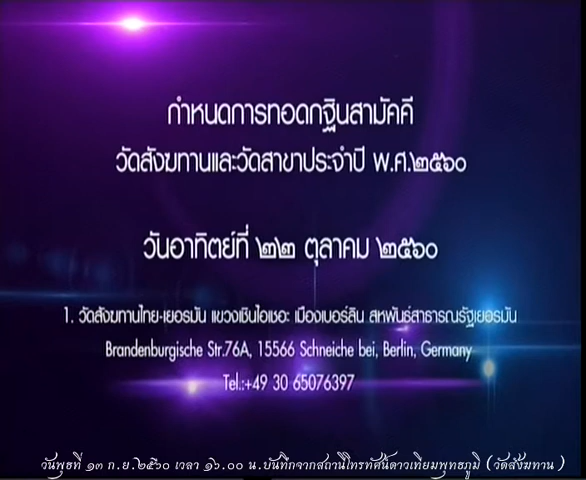 กำหนดการทอดกฐินสามัคคี
วัดสังฆทานและวัดสาขาประจำปี พ.ศ.๒๕๖๐
วันอาทิตย์ที่ ๒๒ ตุลาคม ๒๕๖๐
1. วัดสังฆทานไทย-เยอรมัน แขวงเชินไอเชอะ เมืองเบอร์ลิน สหพันธ์สาธารณรัฐเยอรมัน
Brandenburgische Str.76A, 15566 Schneiche bei, Berlin, Germany
Tel.:+49 30 65076397
วันพุธที่ ๑๓ ก.ย.๒๕๖๐ เวลา ๑๖.๐๐ น.บันทึกจากสถานีโทรทัศน์ดาวเทียมพุทธภูมิ (วัดสังฆทาน)